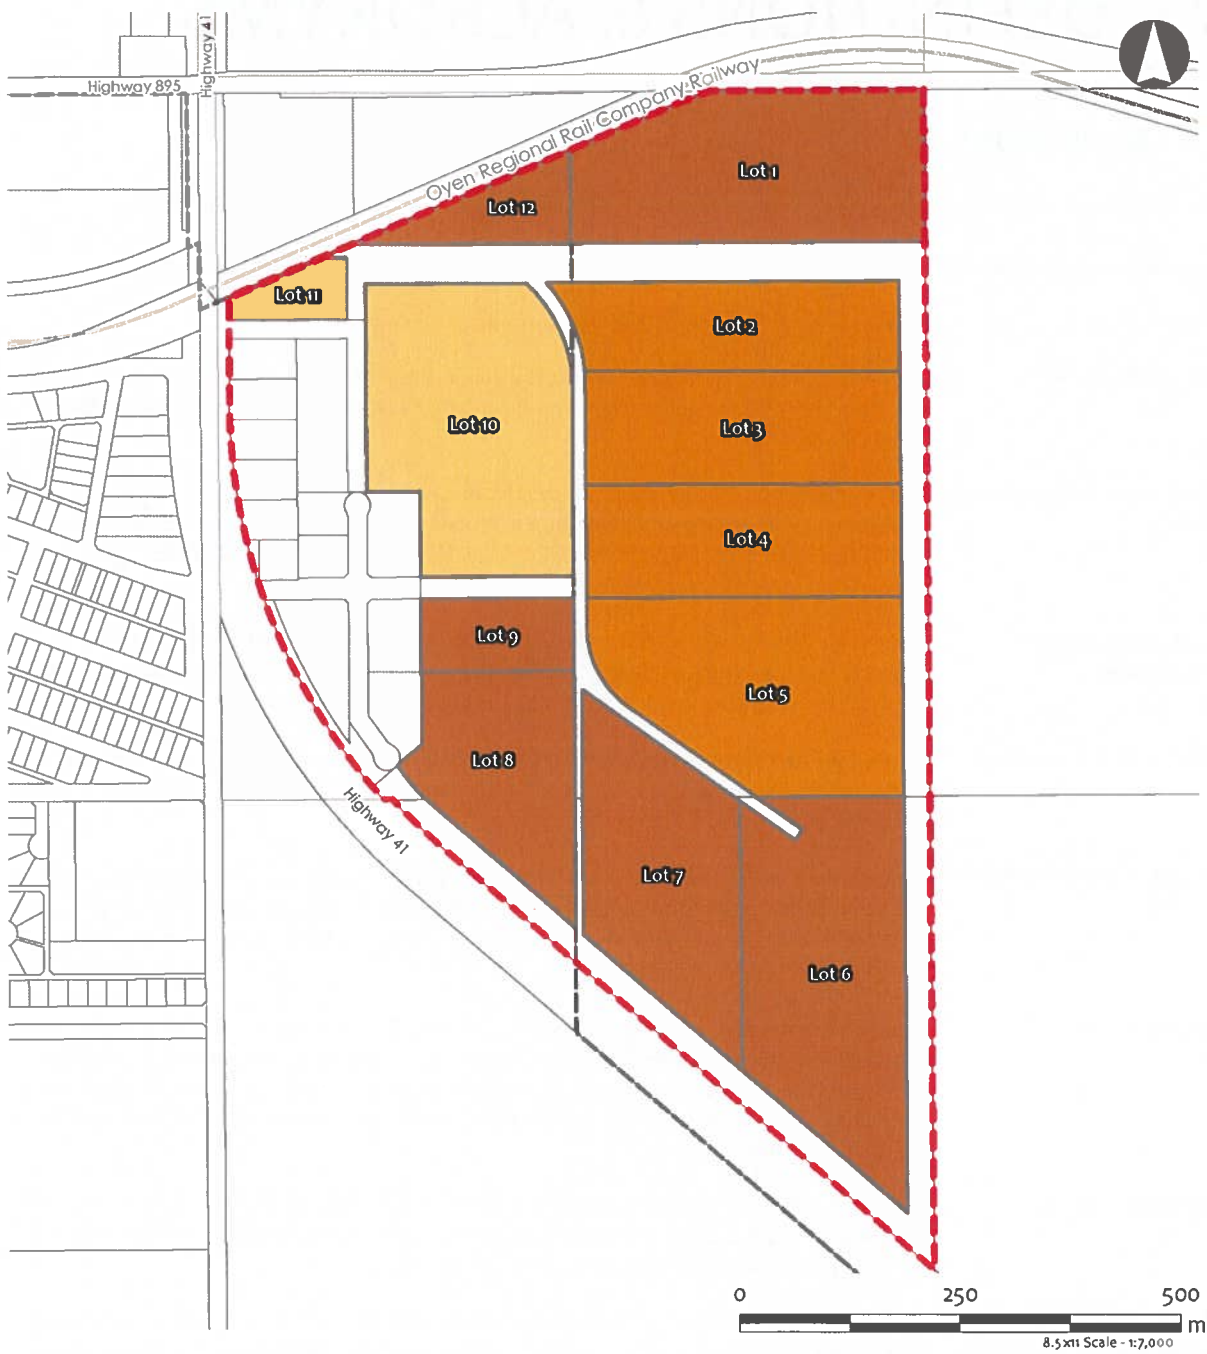 Highway 41
Highway 895
Oyen Regional Rail Company Railway
Lot 1
Lot 12
Lot 11
Lot 2
Lot 10
Lot 3
Lot 4
Lot 9
Lot 5
Lot 8
Highway 41
Lot 7
Lot 6
0 250 500
m
8.5x11 Scale - 1:7,000